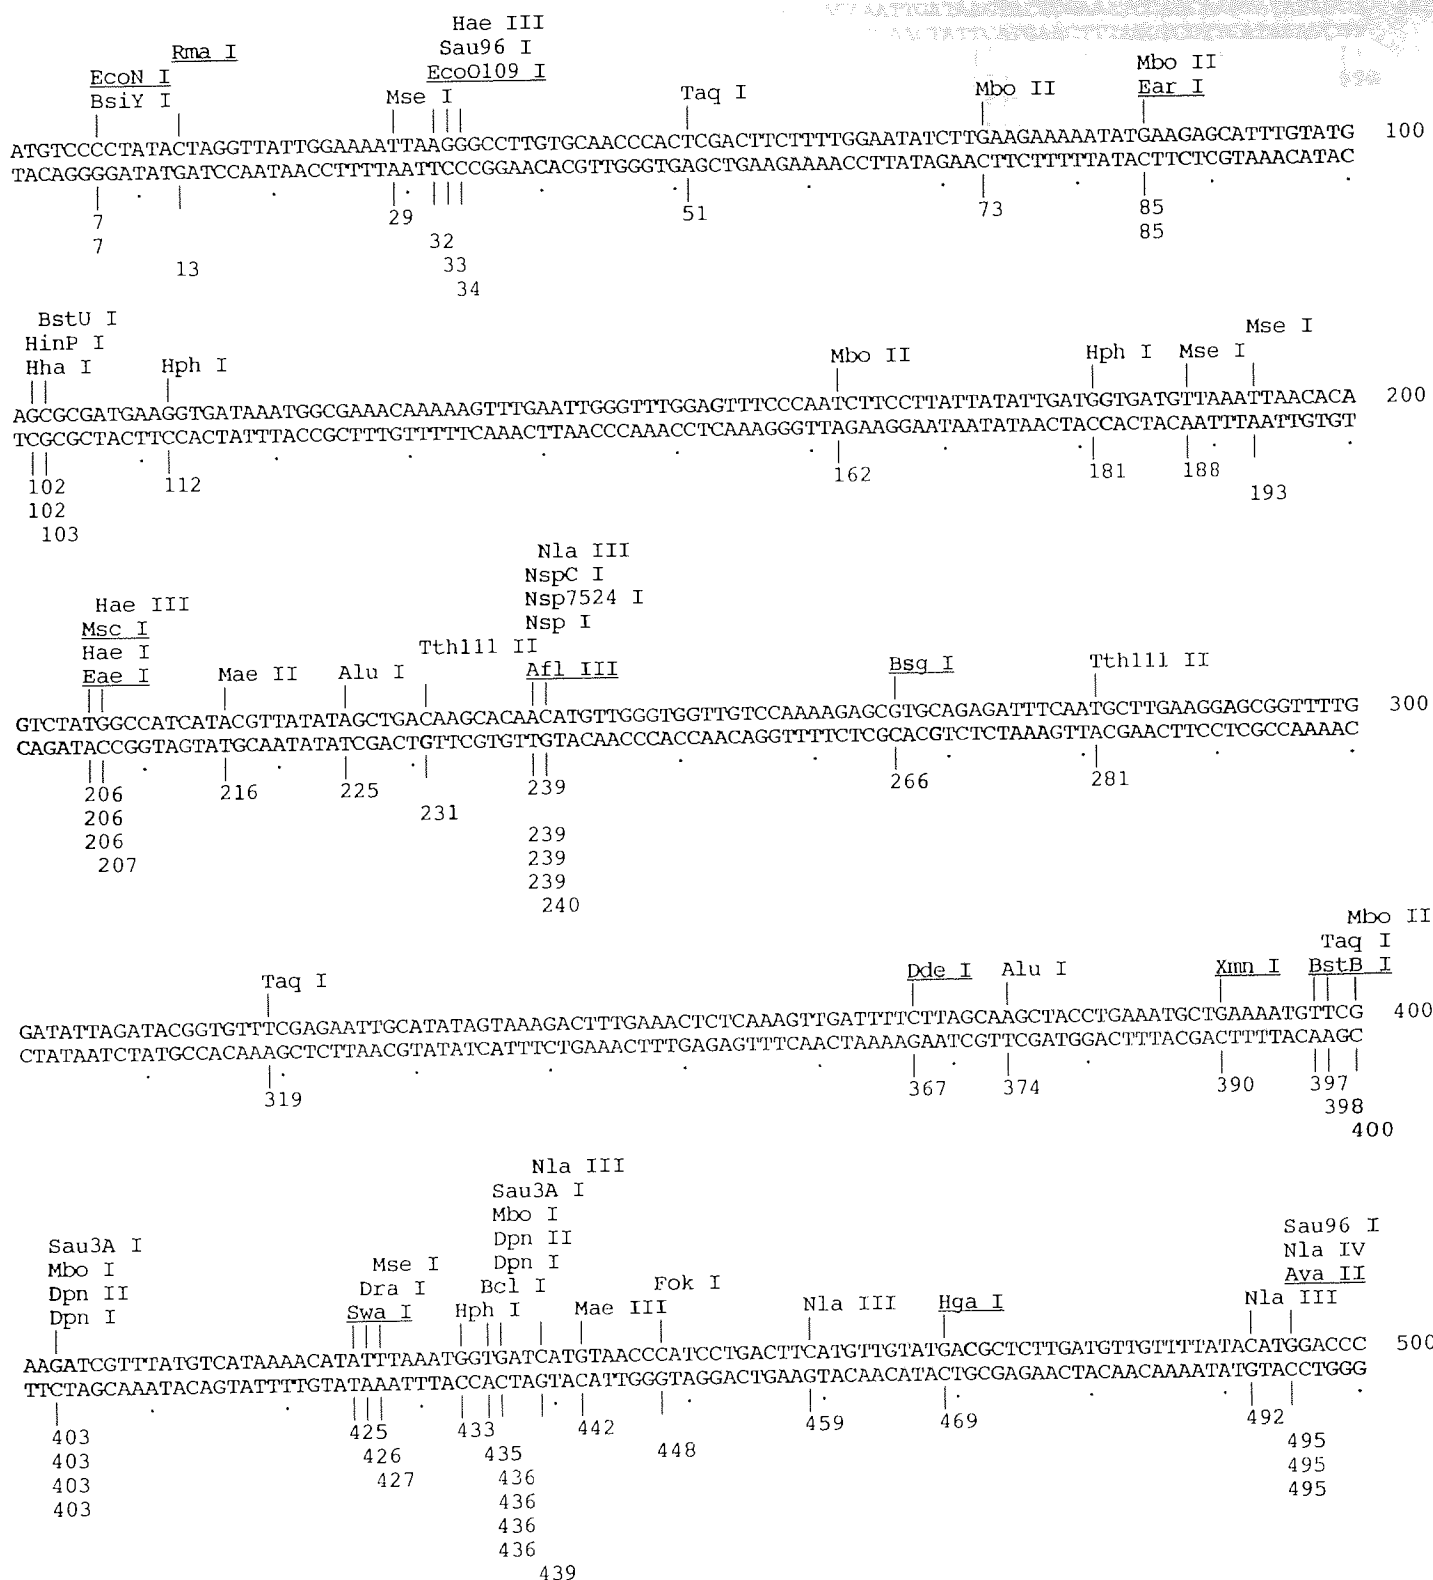 Hae III
Rma I Sau96 I
EcoN I EcoO109 I Mbo II
BsiY I Mse I Taq I Mbo II Ear I
ATGTCCCCTATACTAGGTTATTGGAAAATTAAGGGCCTTGTGCAACCCACTCGACTTCTTTTGGAATATCTTGAAGAAAAATATGAAGAGCATTTGTATG 100
TACAGGGGATATGATCCAATAACCTTTTAATTCCCGGAACACGTTGGGTGAGCTGAAGAAAACCTTATAGAACTTCTTTTTATACTTCTCGTAAACATAC
7 29 51 73 85
7 32 85
13 33
34
BstU I
HinP I Mse I
Hha I Hph I Mbo II Hph I Mse I
AGCGCGATGAAGGTGATAAATGGCGAAACAAAAAGTTTGAATTGGGTTTGGAGTTTCCCAATCTTCCTTATTATATTGATGGTGATGTTAAATTAACACA 200
TCGCGCTACTTCCACTATTTACCGCTTTGTTTTTCAAACTTAACCCAAACCTCAAAGGGTTAGAAGGAATAATATAACTACCACTACAATTTAATTGTGT
102 112 162 181 188
102 193
103
Nla III
NspC I
Hae III Nsp7524 I
Msc I Nsp I
Hae I Tth111 II
Eae I Mae II Alu I Afl III Bsg I Tth111 II
GTCTATGGCCATCATACGTTATATAGCTGACAAGCACAACATGTTGGGTGGTTGTCCAAAAGAGCGTGCAGAGATTTCAATGCTTGAAGGAGCGGTTTTG 300
CAGATACCGGTAGTATGCAATATATCGACTGTTCGTGTTGTACAACCCACCAACAGGTTTTCTCGCACGTCTCTAAAGTTACGAACTTCCTCGCCAAAAC
206 216 225 239 266 281
206 231
206 239
207 239
239
240
Mbo II
Taq I
Taq I Dde I Alu I Xmn I BstB I
GATATTAGATACGGTGTTTCGAGAATTGCATATAGTAAAGACTTTGAAACTCTCAAAGTTGATTTTCTTAGCAAGCTACCTGAAATGCTGAAAATGTTCG 400
CTATAATCTATGCCACAAAGCTCTTAACGTATATCATTTCTGAAACTTTGAGAGTTTCAACTAAAAGAATCGTTCGATGGACTTTACGACTTTTACAAGC
319 367 374 390 397
398
400
Nla III
Sau3A I
Mbo I Sau96 I
Sau3A I Dpn II Nla IV
Mbo I Mse I Dpn I Ava II
Dpn II Dra I Bcl I Fok I
Dpn I Swa I Hph I Mae III Nla III Hga I Nla III
AAGATCGTTTATGTCATAAAACATATTTAAATGGTGATCATGTAACCCATCCTGACTTCATGTTGTATGACGCTCTTGATGTTGTTTTATACATGGACCC 500
TTCTAGCAAATACAGTATTTTGTATAAATTTACCACTAGTACATTGGGTAGGACTGAAGTACAACATACTGCGAGAACTACAACAAAATATGTACCTGGG
403 425 433 442 459 469 492
403 426 435 448 495
403 427 436 495
403 436 495
436
436
439